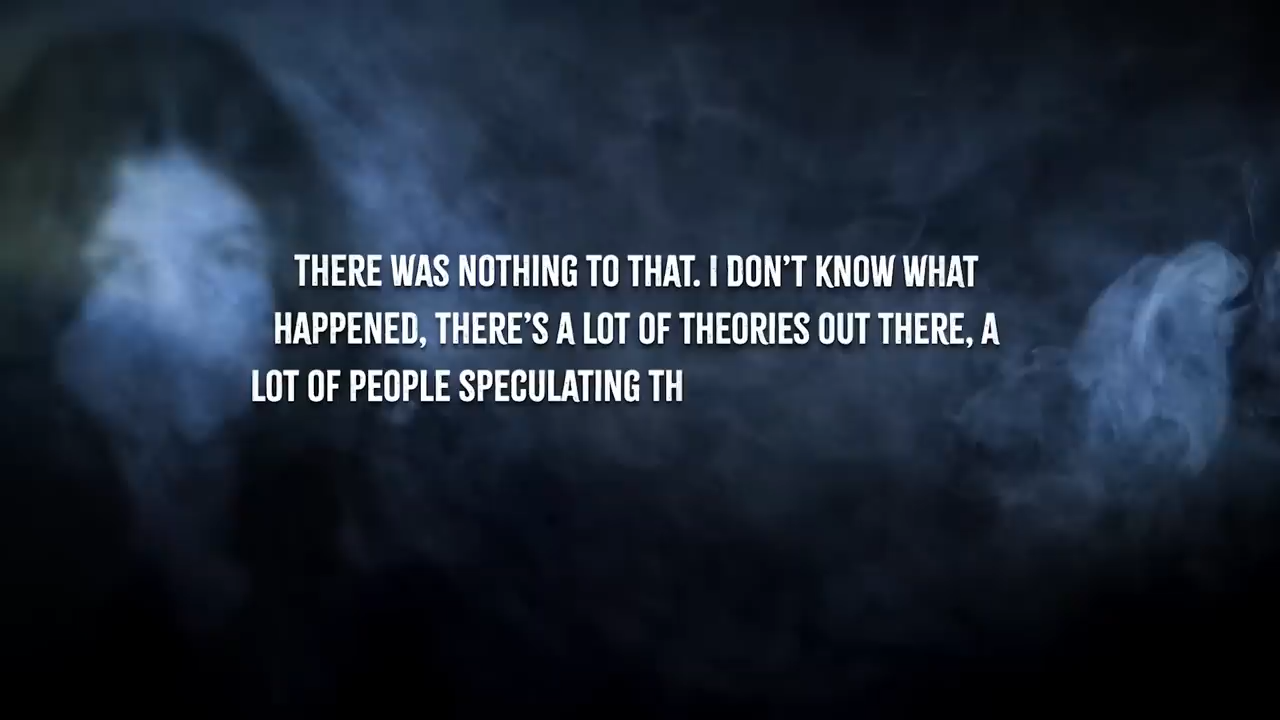 THERE WAS NOTHING TO THAT. I DON'T KNOW WHAT
HAPPENED, THERE'S A LOT OF THEORIES OUT THERE, A
LOT OF PEOPLE SPECULATING TH